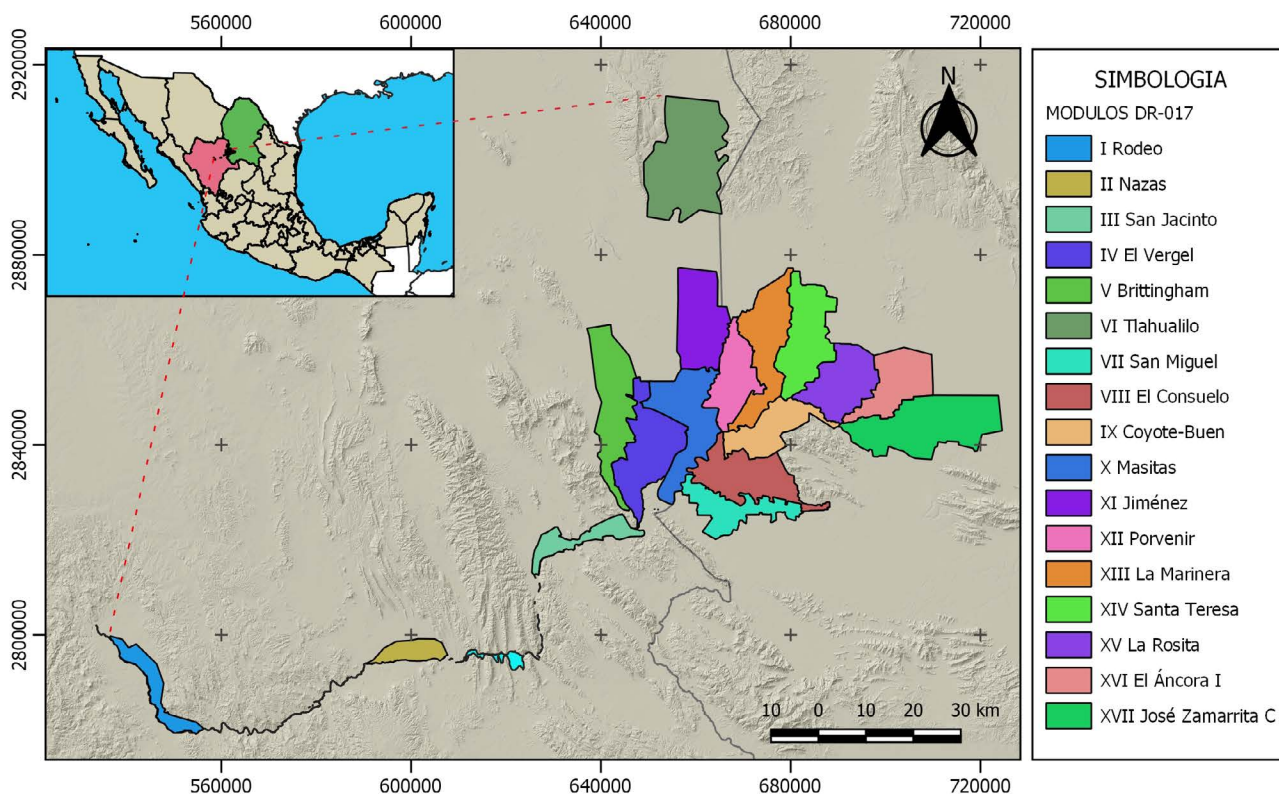 560000 600000 640000 680000 720000
2920000
2880000
2840000
2800000
N
10 0 10 20 30 km
560000 600000 640000 680000 720000
SIMBOLOGIA
MODULOS DR-017
I Rodeo
II Nazas
III San Jacinto
IV El Vergel
V Brittingham
VI Tlahualilo
VII San Miguel
VIII El Consuelo
IX Coyote-Buen
X Masitas
XI Jiménez
XII Porvenir
XIII La Marinera
XIV Santa Teresa
XV La Rosita
XVI El Áncora I
XVII José Zamarrita C